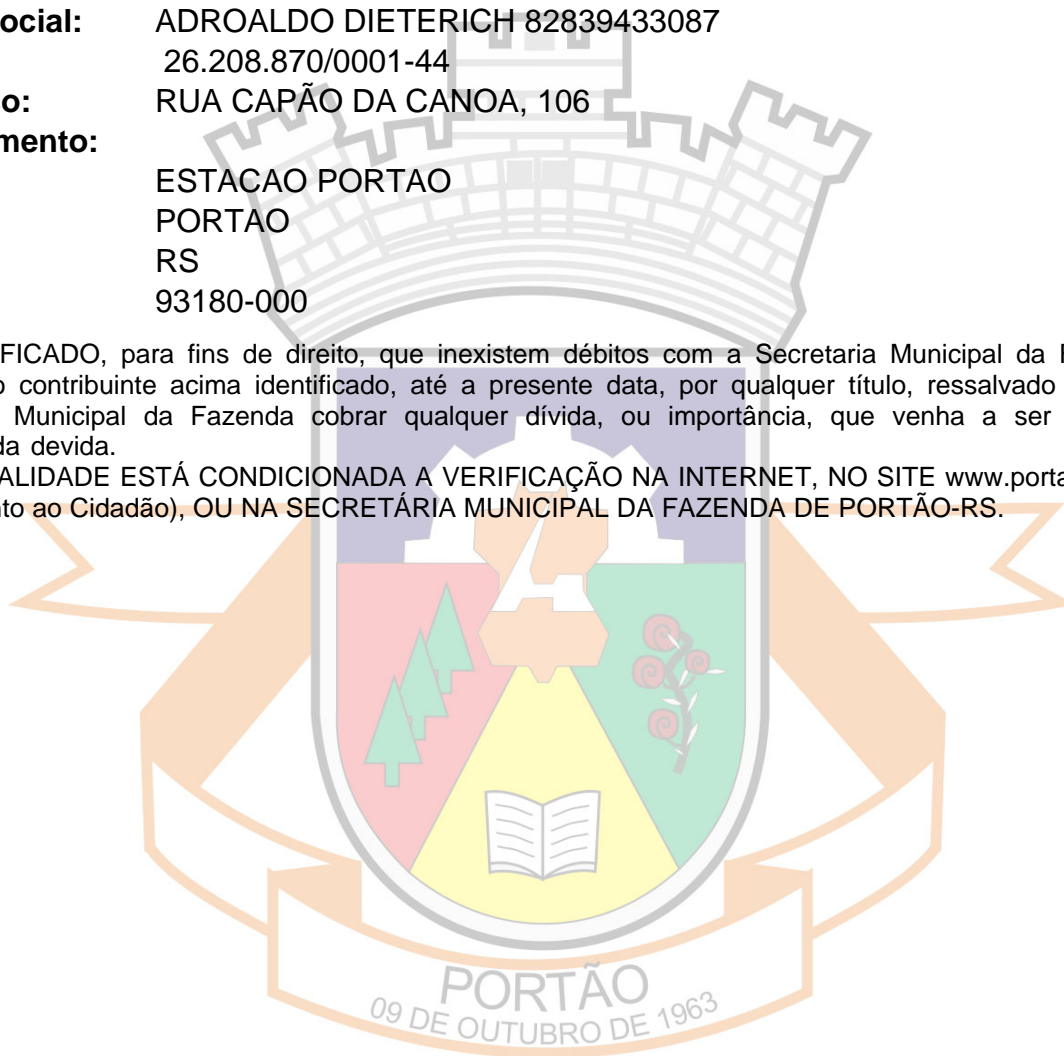 ocial: ADROALDO DIETERICH 82839433087
26.208.870/0001-44
o: RUA CAPÃO DA CANOA, 106
mento:
ESTACAO PORTAO
PORTAO
RS
93180-000
FICADO, para fins de direito, que inexistem débitos com a Secretaria Municipal da
o contribuinte acima identificado, até a presente data, por qualquer título, ressalvado
Municipal da Fazenda cobrar qualquer dívida, ou importância, que venha a ser
da devida.
ALIDADE ESTÁ CONDICIONADA A VERIFICAÇÃO NA INTERNET, NO SITE www.porta
to ao Cidadão), OU NA SECRETÁRIA MUNICIPAL DA FAZENDA DE PORTÃO-RS.
PORTÃO
09 DE OUTUBRO DE 1963